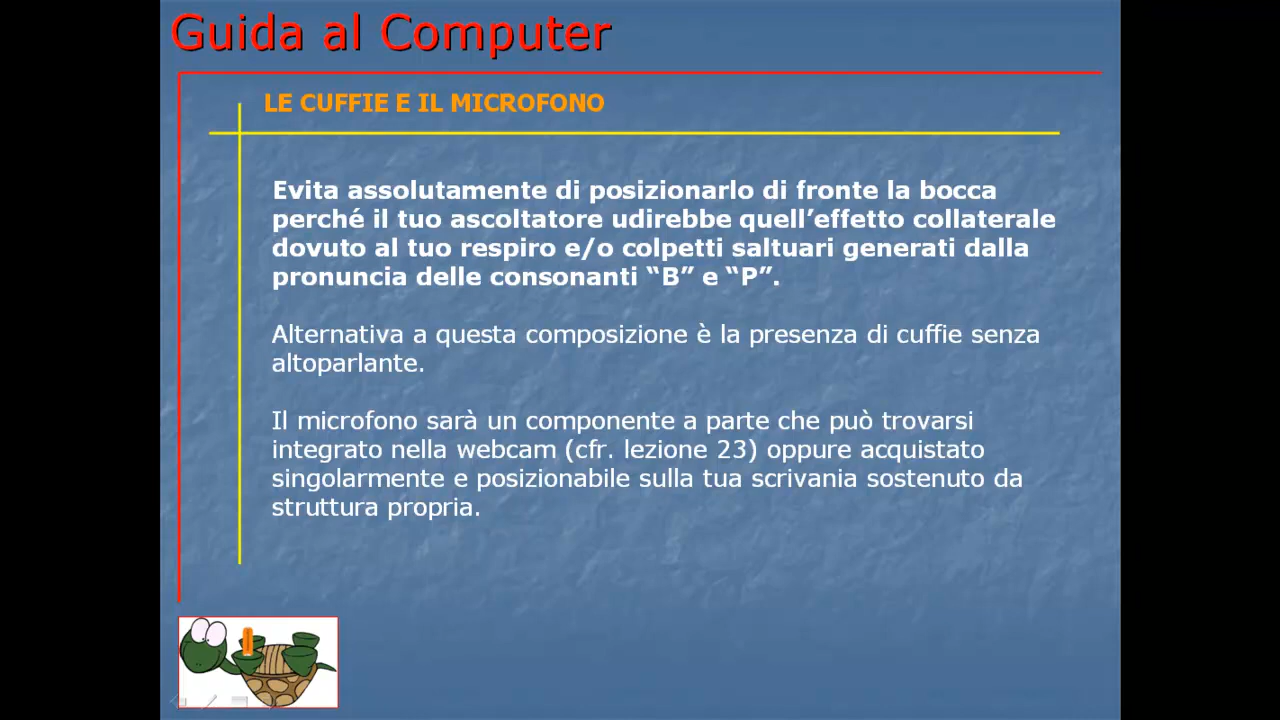 Guida al Computer
LE CUFFIE E IL MICROFONO
Evita assolutamente di posizionarlo di fronte la bocca
perché il tuo ascoltatore udirebbe quell’effetto collaterale
dovuto al tuo respiro e/o colpetti saltuari generati dalla
pronuncia delle consonanti “B” e “P”.
Alternativa a questa composizione è la presenza di cuffie senza
altoparlante.
Il microfono sarà un componente a parte che può trovarsi
integrato nella webcam (cfr. lezione 23) oppure acquistato
singolarmente e posizionabile sulla tua scrivania sostenuto da
struttura propria.